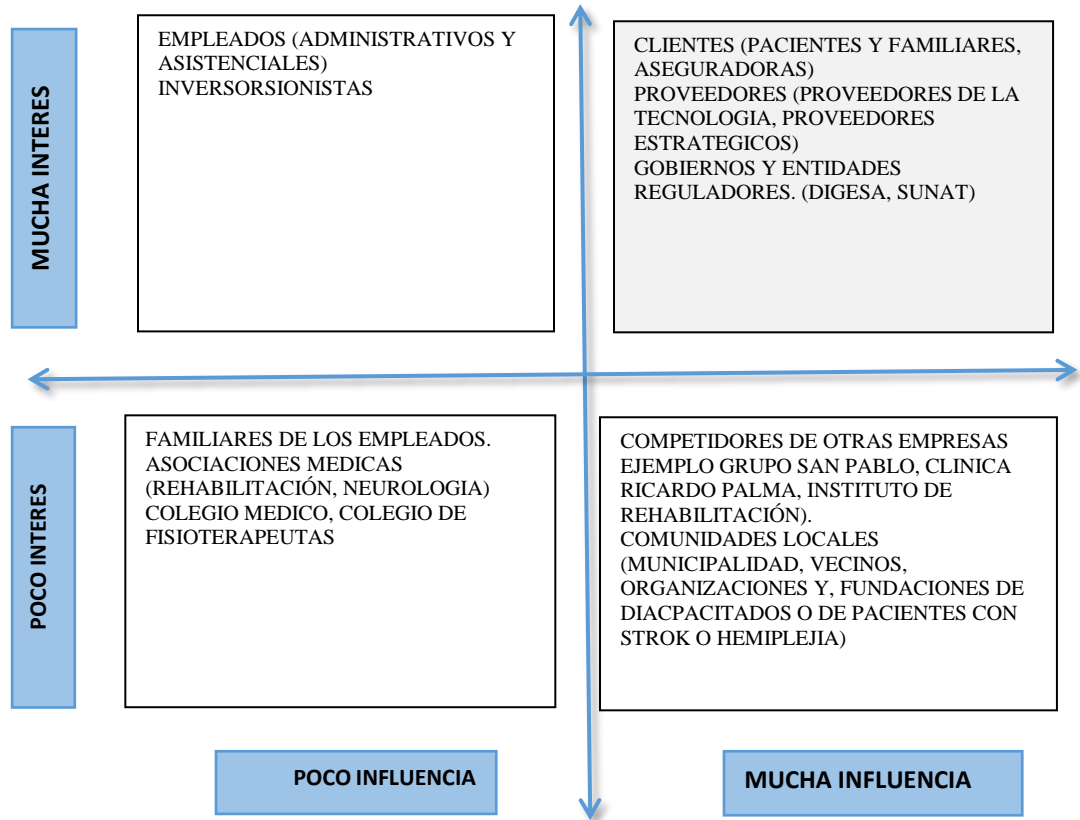 MUCHA INTERES
EMPLEADOS (ADMINISTRATIVOS Y
ASISTENCIALES)
INVERSORSIONISTAS
CLIENTES (PACIENTES Y FAMILIARES,
ASEGURADORAS)
PROVEEDORES (PROVEEDORES DE LA
TECNOLOGIA, PROVEEDORES
ESTRATEGICOS)
GOBIERNOS Y ENTIDADES
REGULADORES. (DIGESA, SUNAT)
POCO INTERES
FAMILIARES DE LOS EMPLEADOS.
ASOCIACIONES MEDICAS
(REHABILITACIÓN, NEUROLOGIA)
COLEGIO MEDICO, COLEGIO DE
FISIOTERAPEUTAS
COMPETIDORES DE OTRAS EMPRESAS
EJEMPLO GRUPO SAN PABLO, CLINICA
RICARDO PALMA, INSTITUTO DE
REHABILITACIÓN).
COMUNIDADES LOCALES
(MUNICIPALIDAD, VECINOS,
ORGANIZACIONES Y, FUNDACIONES DE
DIACPACITADOS O DE PACIENTES CON
STROK O HEMIPLEJIA)
POCO INFLUENCIA
MUCHA INFLUENCIA